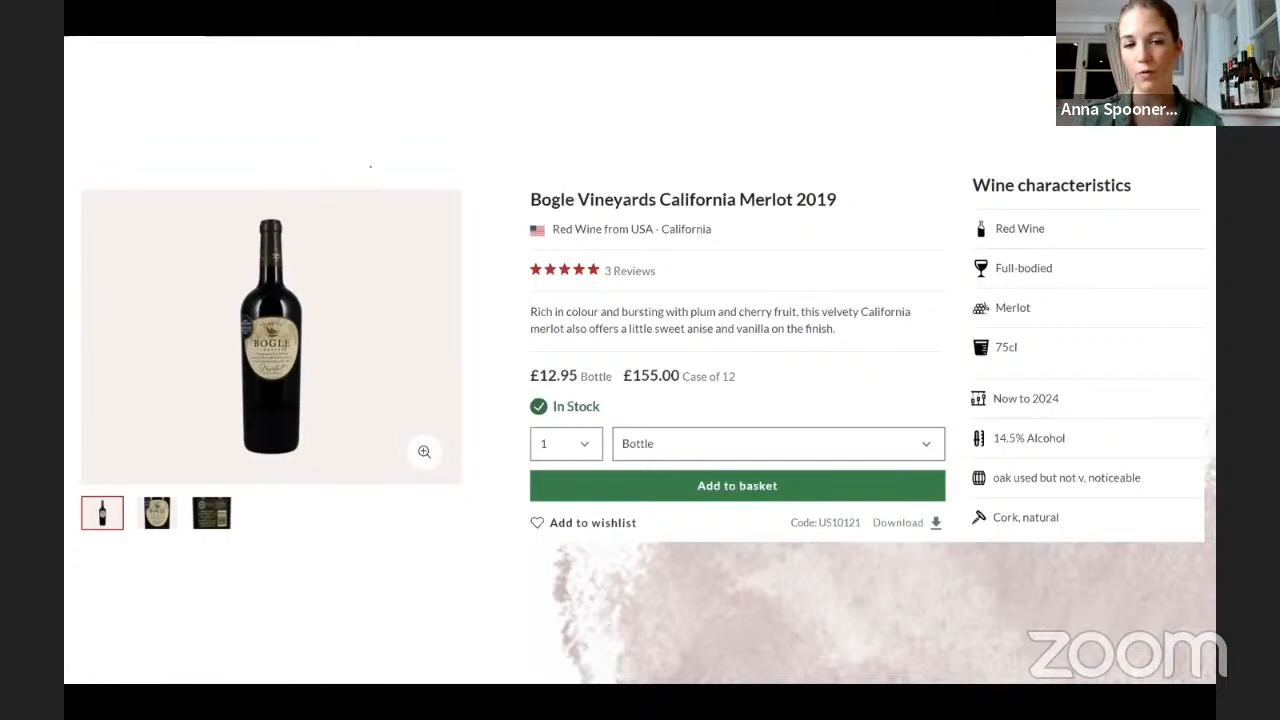 Anna Spooner...
Bogle Vineyards California Merlot 2019
Red Wine from USA - California
3 Reviews
Rich in colour and bursting with plum and cherry fruit, this velvety California
merlot also offers a little sweet anise and vanilla on the finish.
£12.95 Bottle £155.00 Case of 12
In Stock
1 Bottle
Add to basket
Add to wishlist Code: US10121 Download
Wine characteristics
Red Wine
Full-bodied
Merlot
75cl
Now to 2024
14.5% Alcohol
oak used but not v. noticeable
Cork, natural
BOGLE
Merlot
zoom